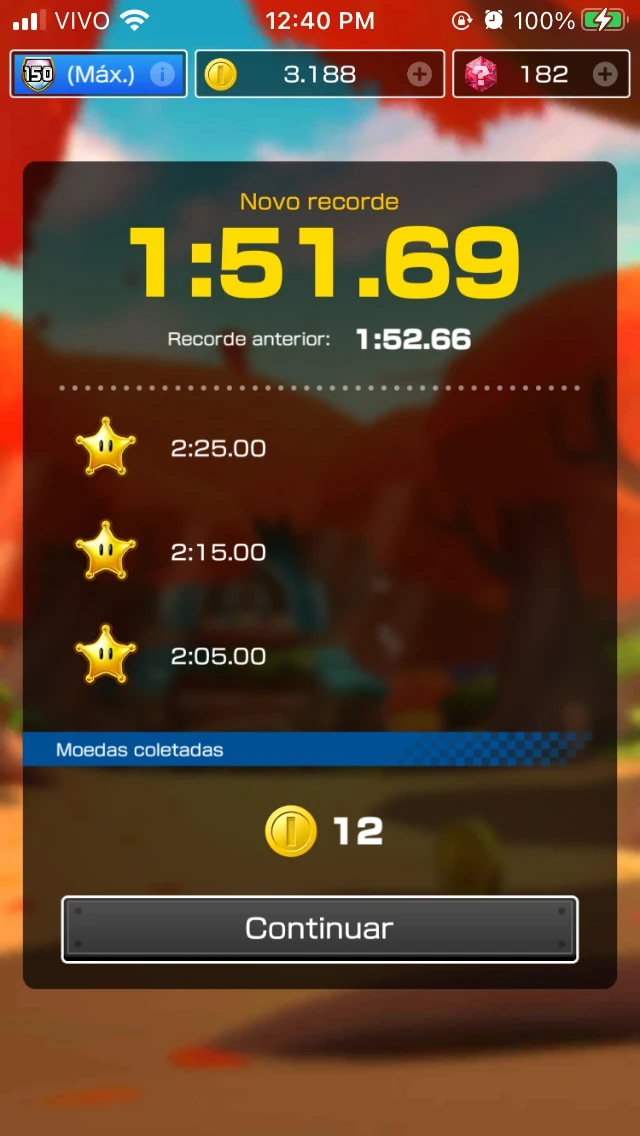 VIVO 12:40 PM 100%
150 (Máx.) i 3.188 + ? 182 +
Novo recorde
1:51.69
Recorde anterior: 1:52.66
2:25.00
2:15.00
2:05.00
Moedas coletadas
12
Continuar